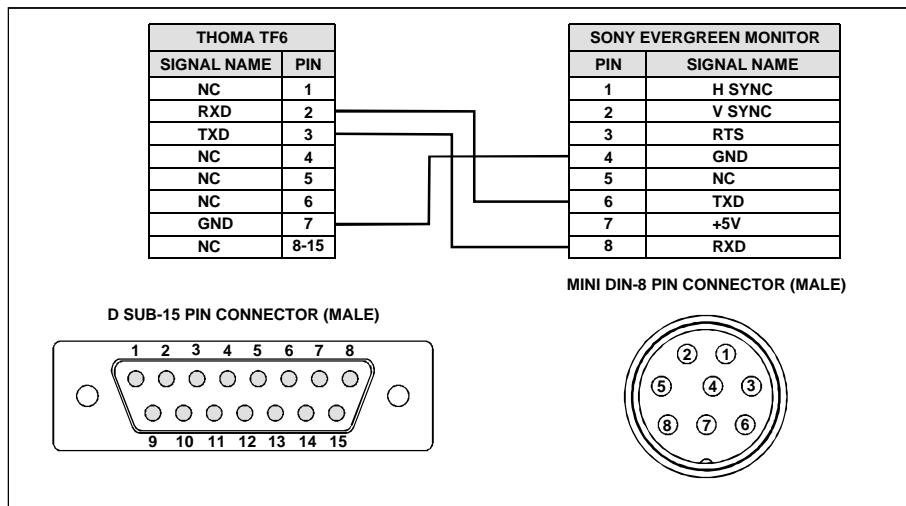 THOMA TF6
SIGNAL NAME PIN
NC 1
RXD 2
TXD 3
NC 4
NC 5
NC 6
GND 7
NC 8-15
SONY EVERGREEN MONITOR
PIN SIGNAL NAME
1 H SYNC
2 V SYNC
3 RTS
4 GND
5 NC
6 TXD
7 +5V
8 RXD
D SUB-15 PIN CONNECTOR (MALE)
1 2 3 4 5 6 7 8
9 10 11 12 13 14 15
MINI DIN-8 PIN CONNECTOR (MALE)
2 1
5 4 3
8 7 6